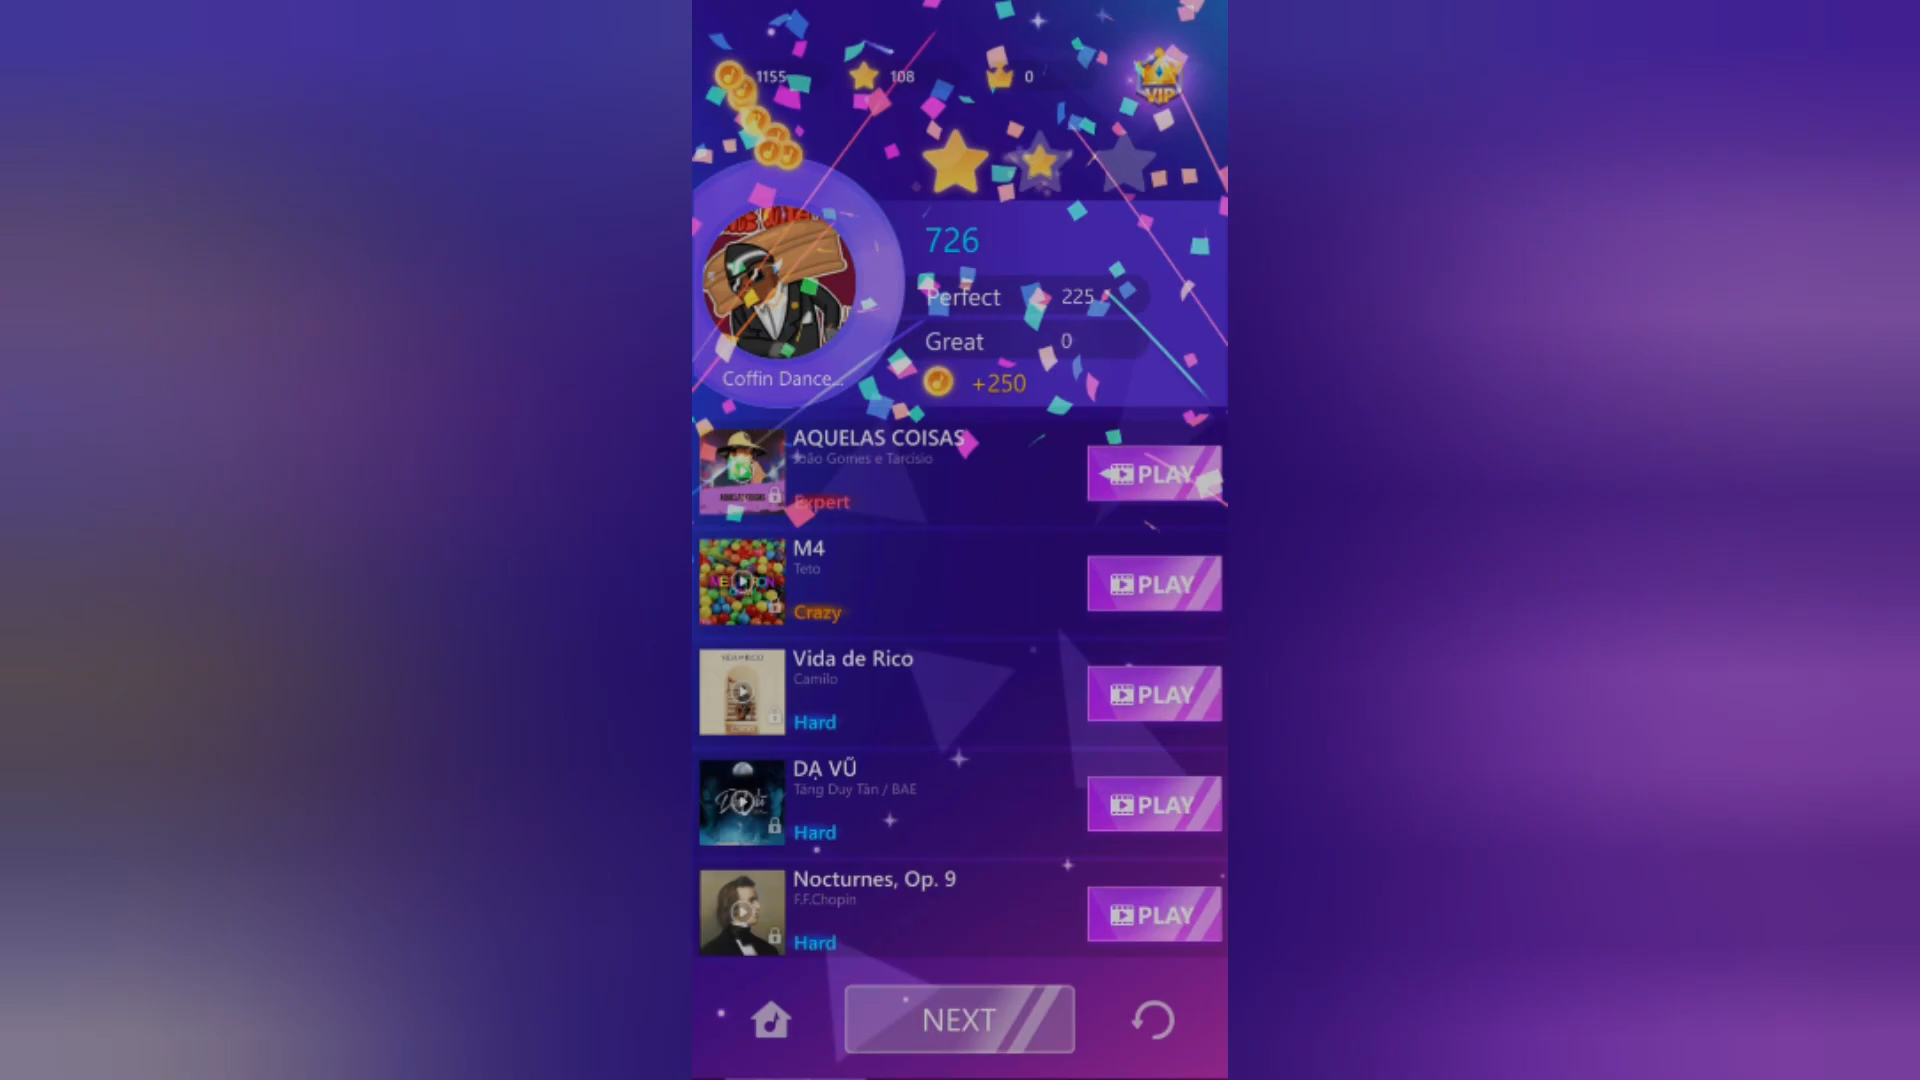 1155
108
0
VIP
726
Perfect 225
Great 0
Coffin Dance...
+250
AQUELAS COISAS
João Gomes e Tarcísio
Expert
PLAY
M4
Teto
Crazy
PLAY
Vida de Rico
Camilo
Hard
PLAY
DẠ VŨ
Tăng Duy Tân / BAE
Hard
PLAY
Nocturnes, Op. 9
F.F.Chopin
Hard
PLAY
NEXT